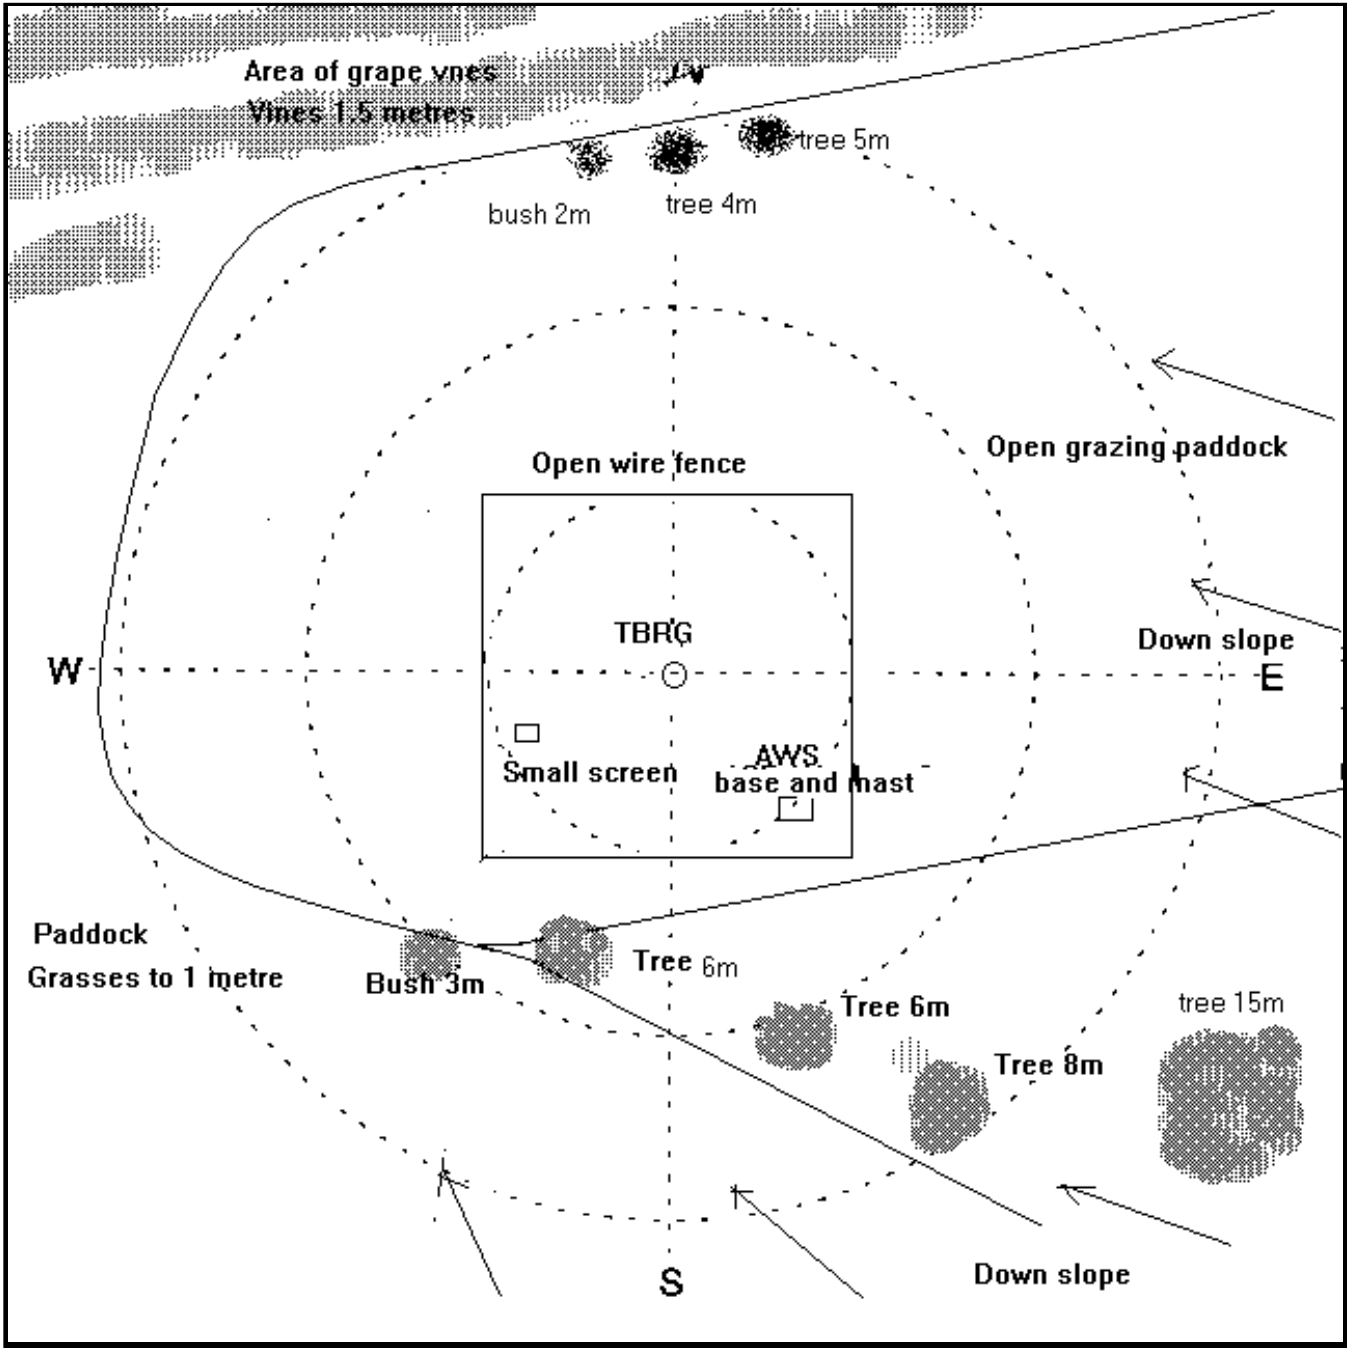 Area of grape vnes
Vines 1.5 metres
N
tree 5m
bush 2m
tree 4m
Open grazing paddock
Open wire fence
TBRG
Down slope
W
E
AWS
Small screen
base and mast
Paddock
Tree 6m
Grasses to 1 metre
Bush 3m
tree 15m
Tree 6m
Tree 8m
Down slope
S